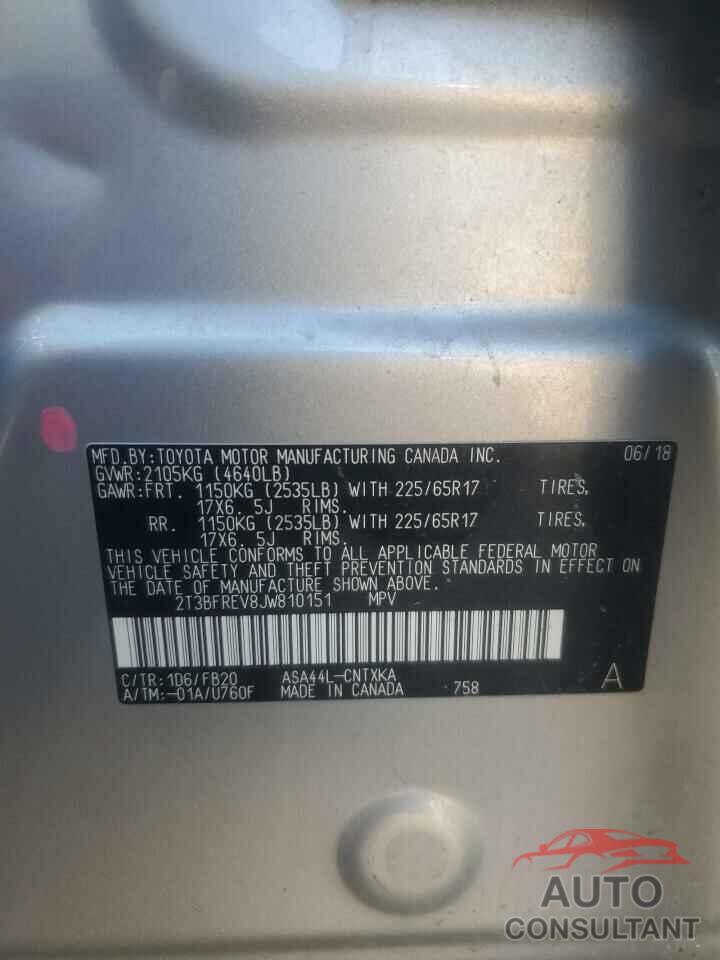 MFD.BY:TOYOTA MOTOR MANUFACTURING CANADA INC. 06/18
GVWR:2105KG (4640LB)
GAWR:FRT. 1150KG (2535LB) WITH 225/65R17 TIRES,
17X6.5J RIMS.
RR. 1150KG (2535LB) WITH 225/65R17 TIRES,
17X6.5J RIMS.
THIS VEHICLE CONFORMS TO ALL APPLICABLE FEDERAL MOTOR
VEHICLE SAFETY AND THEFT PREVENTION STANDARDS IN EFFECT ON
THE DATE OF MANUFACTURE SHOWN ABOVE.
2T3BFREV8JW810151 MPV
C/TR:1D6/FB20 ASA44L-CNTXKA
A/TM:-01A/U760F MADE IN CANADA 758 A
AUTO
CONSULTANT